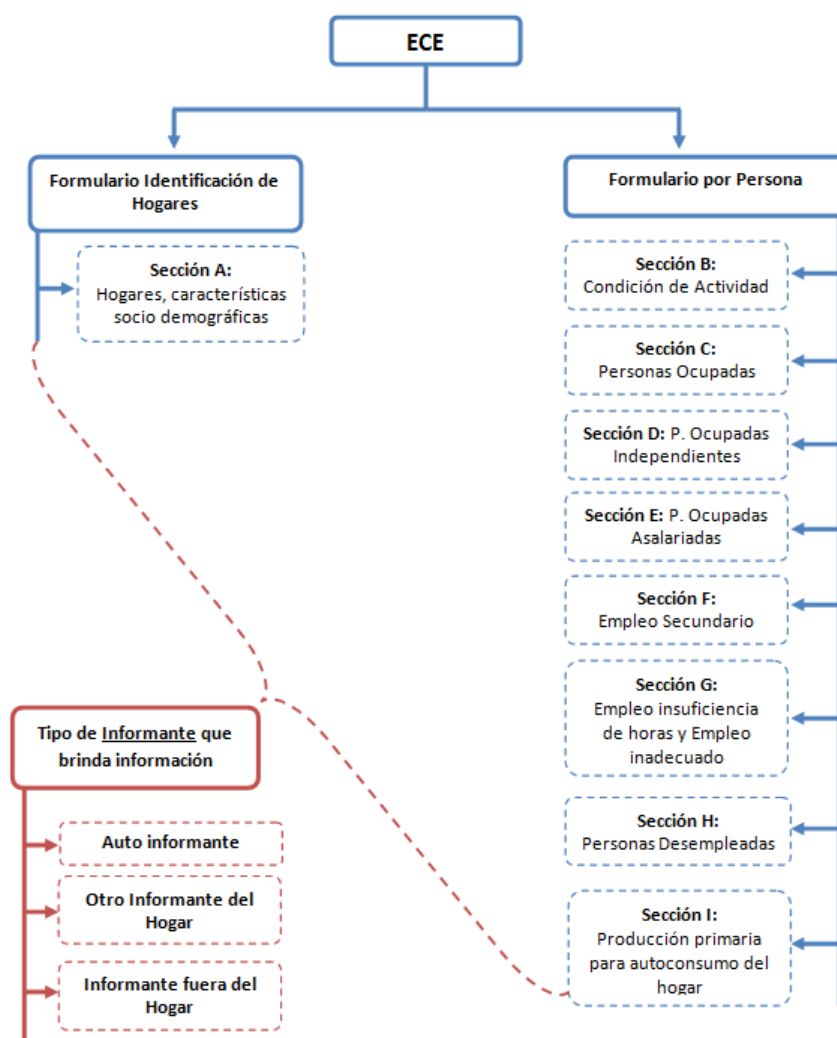 ECE
Formulario Identificación de
Hogares
Sección A:
Hogares, características
socio demográficas
Formulario por Persona
Sección B:
Condición de Actividad
Sección C:
Personas Ocupadas
Sección D: P. Ocupadas
Independientes
Sección E: P. Ocupadas
Asalariadas
Sección F:
Empleo Secundario
Sección G:
Empleo insuficiencia
de horas y Empleo
inadecuado
Sección H:
Personas Desempleadas
Sección I:
Producción primaria
para autoconsumo del
hogar
Tipo de Informante que
brinda información
Auto informante
Otro Informante del
Hogar
Informante fuera del
Hogar